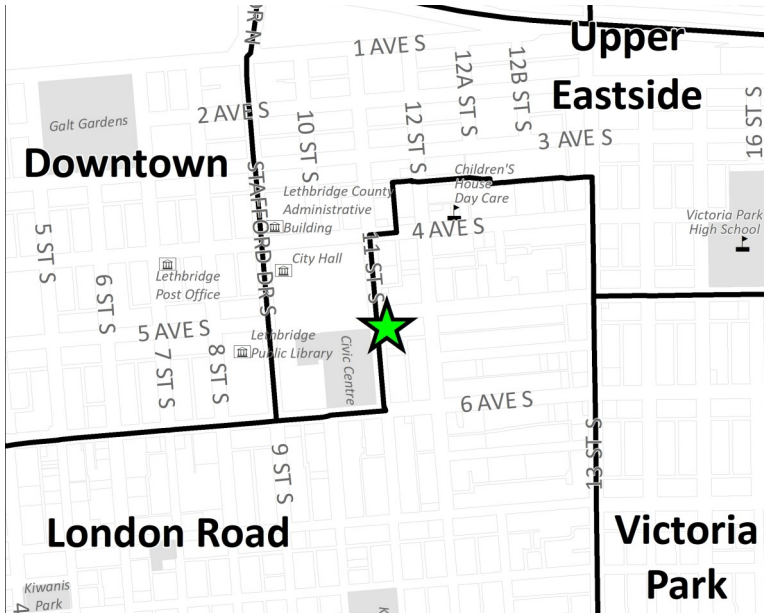 Upper
Eastside
1 AVE S
12A ST S
12B ST S
16 ST S
Galt Gardens
2 AVE S
10 ST S
12 ST S
3 AVE S
Downtown
STAFFORD DR S
Lethbridge County
Administrative
Building
Children'S
House
Day Care
Victoria Park
High School
5 ST S
6 ST S
4 AVE S
11 ST S
City Hall
Lethbridge
Post Office
5 AVE S
7 ST S
8 ST S
Lethbridge
Public Library
Civic Centre
6 AVE S
9 ST S
13 ST S
London Road
Victoria
Park
Kiwanis
Park